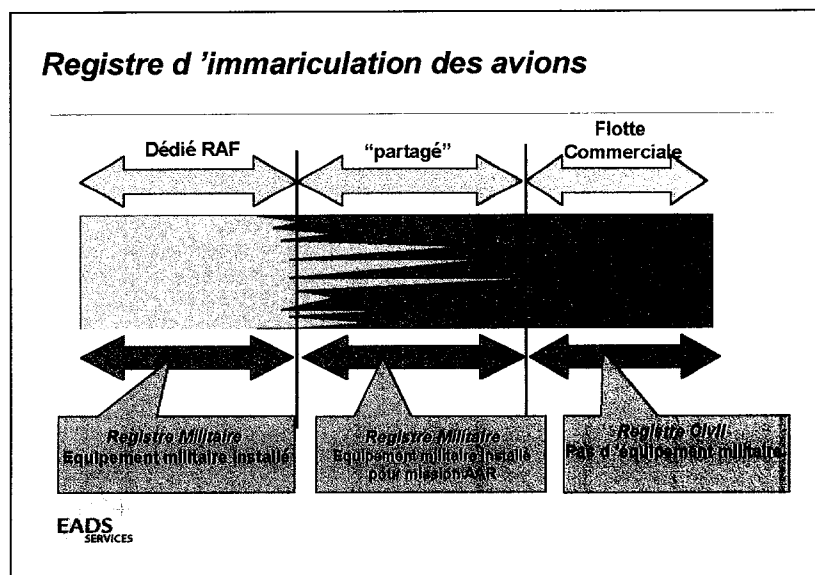 Registre d 'immariculation des avions
Dédié RAF
"partagé"
Flotte
Commerciale
Registre Militaire
Equipement militaire installé
Registre Militaire
Equipement militaire installé
pour mission AAR
Registre Civil
Pas d 'équipement militaire
EADS
SERVICES